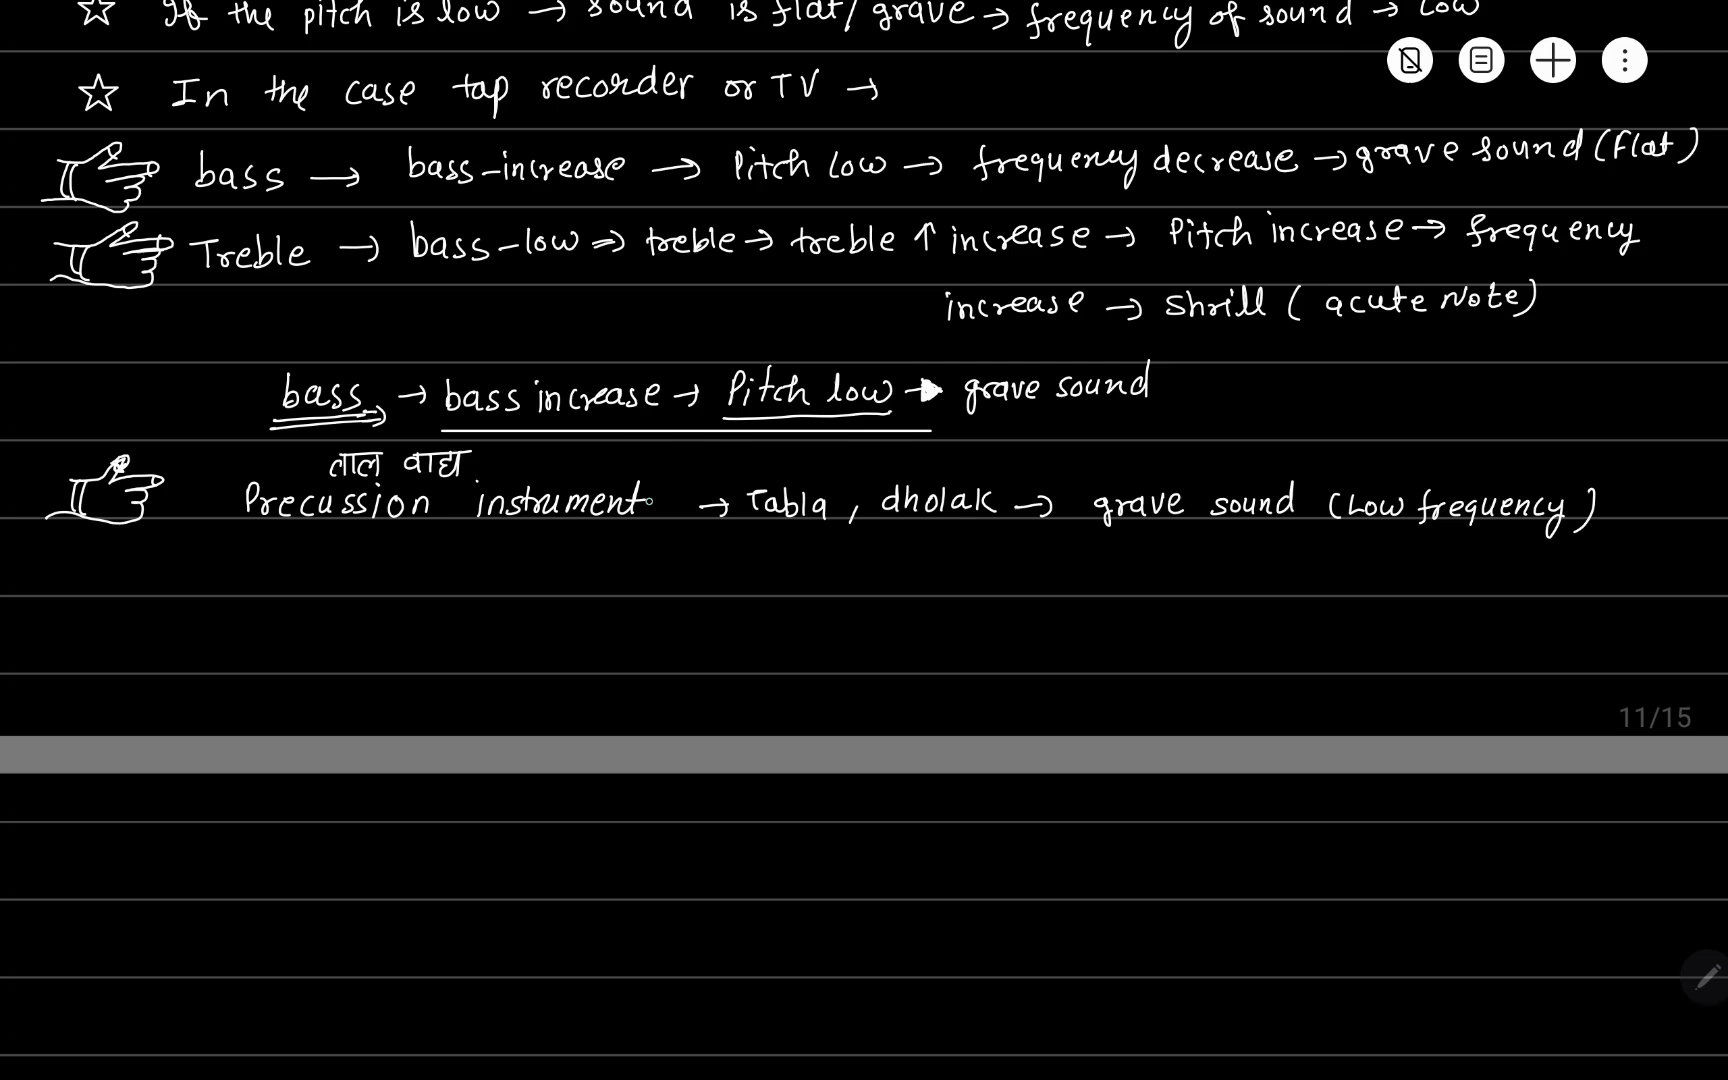 ☆ If the pitch is low → sound is flat/grave → frequency of sound → Low
☆ In the case tap recorder or TV →
bass → bass-increase → Pitch Low → frequency decrease → grave sound (flat)
Treble → bass-low ⇒ treble → treble ↑ increase → Pitch increase → frequency
increase → shrill (acute Note)
bass → bass increase → Pitch low → grave sound
ताल वाद्य
Precussion instrument → Tabla, dholak → grave sound (Low frequency)
11/15